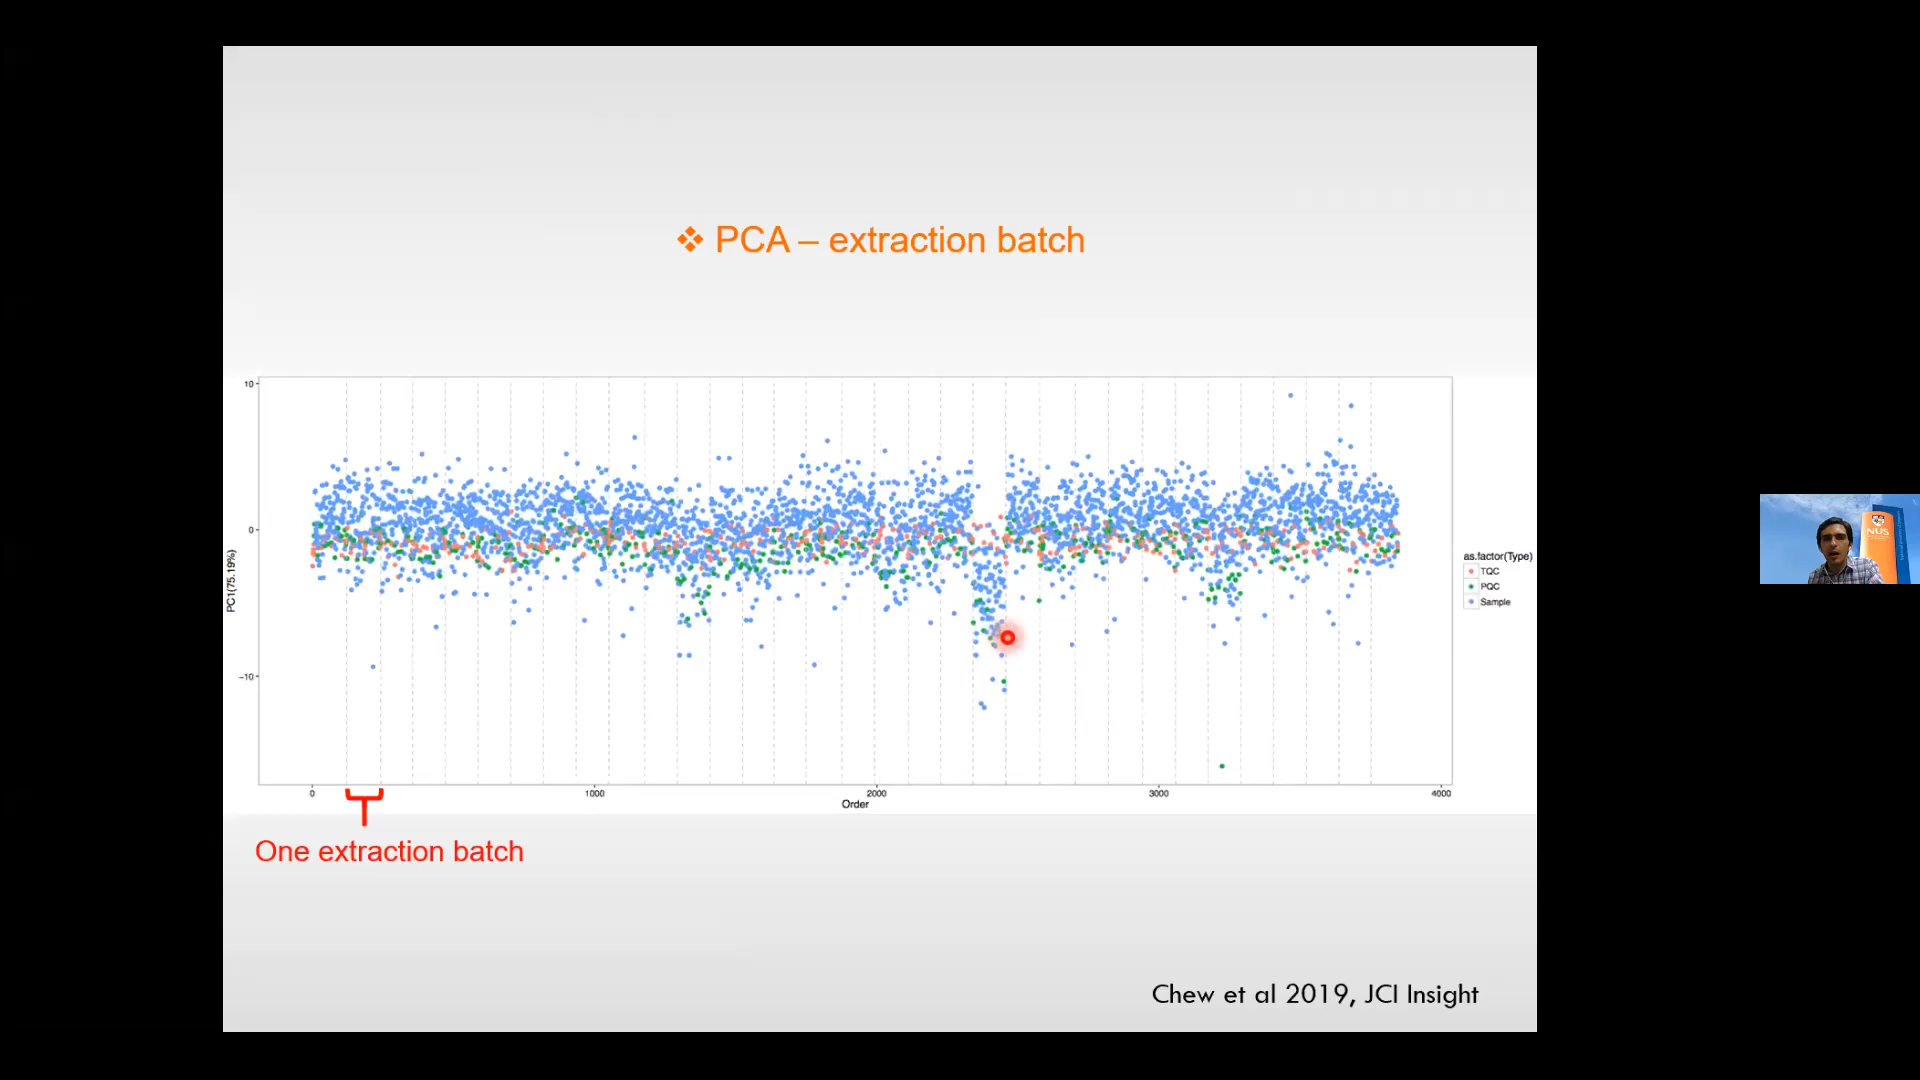 ❖ PCA – extraction batch
10
0
−10
PC1(75.19%)
0
1000
2000
3000
4000
Order
as.factor(Type)
TQC
PQC
Sample
One extraction batch
Chew et al 2019, JCI Insight
NUS